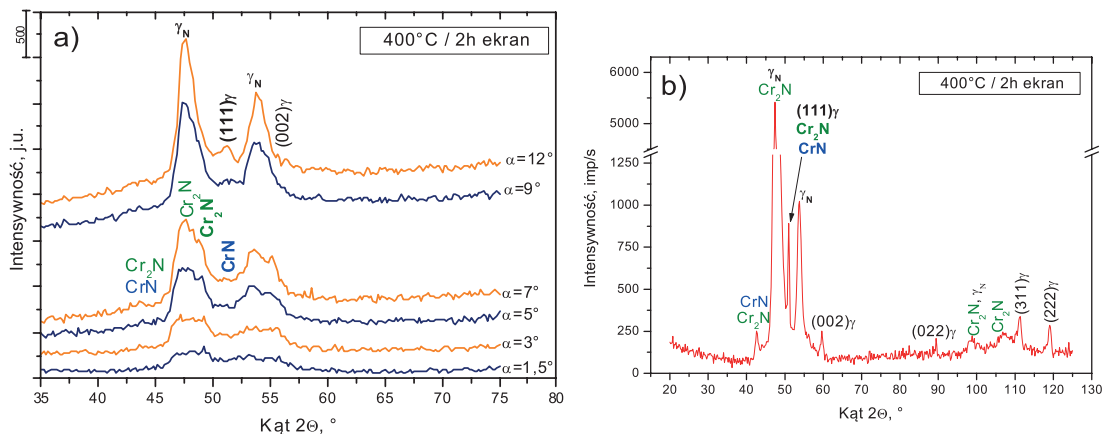 a)
500
400°C / 2h ekran
γN
γN
(111)γ
(002)γ
α=12°
α=9°
Cr2N
Cr2N
CrN
Cr2N
CrN
α=7°
α=5°
α=3°
α=1,5°
Intensywność, j.u.
35 40 45 50 55 60 65 70 75
Kąt 2Θ, °
b)
400°C / 2h ekran
γN
Cr2N
(111)γ
Cr2N
CrN
γN
CrN
Cr2N
(002)γ
(022)γ
Cr2N, γN
Cr2N
(311)γ
(222)γ
Intensywność, imp/s
6000
5000
1250
1000
750
500
250
0
10 20 30 40 50 60 70 80 90 100 110 120 130
Kąt 2Θ, °